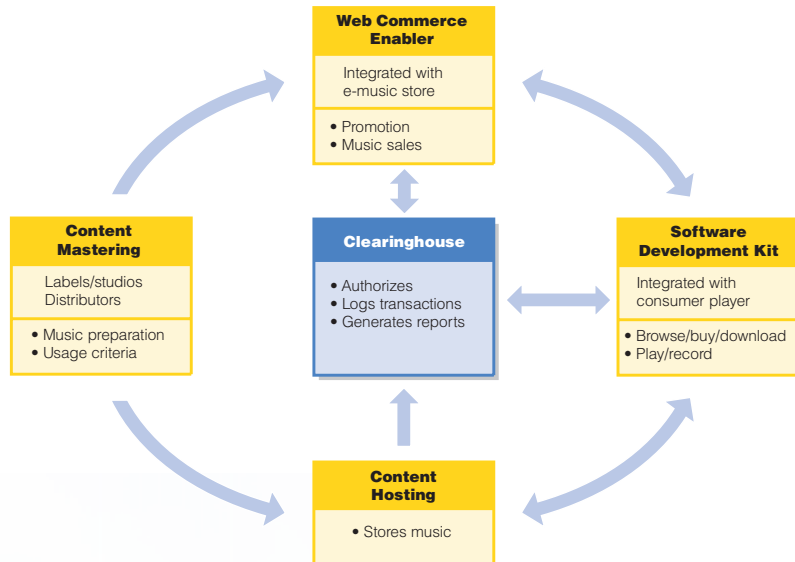 Web Commerce
Enabler
Integrated with
e-music store
• Promotion
• Music sales
Content
Mastering
Labels/studios
Distributors
• Music preparation
• Usage criteria
Clearinghouse
• Authorizes
• Logs transactions
• Generates reports
Software
Development Kit
Integrated with
consumer player
• Browse/buy/download
• Play/record
Content
Hosting
• Stores music